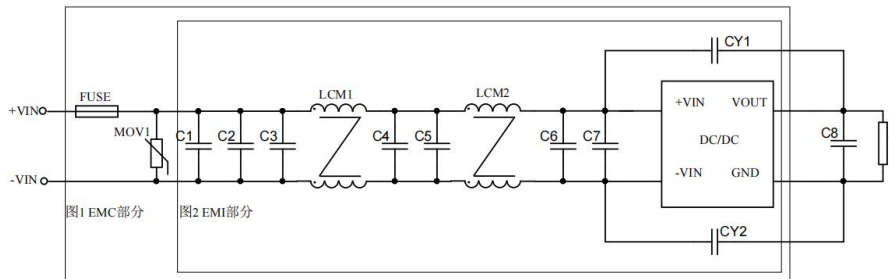 CY1
FUSE
LCM1
LCM2
+VIN
+VIN
VOUT
MOV1
C1
C2
C3
C4
C5
C6
C7
DC/DC
C8
-VIN
-VIN
GND
图1 EMC部分
图2 EMI部分
CY2